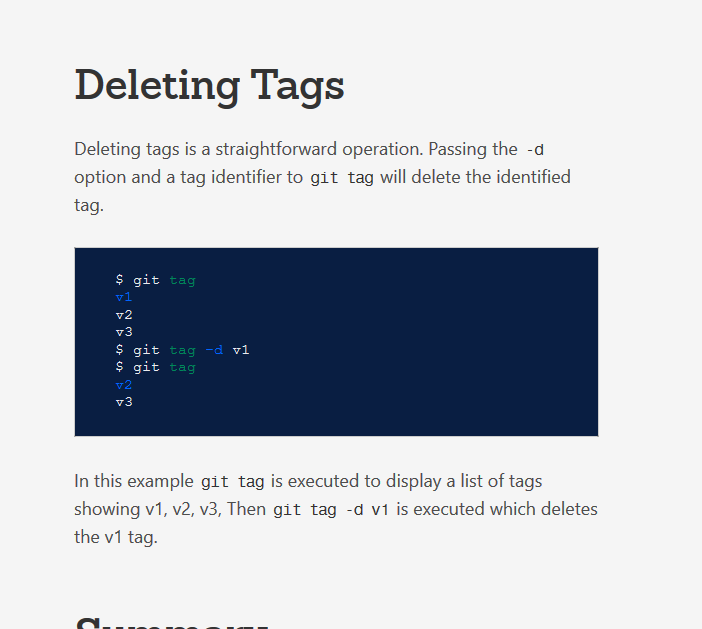 Deleting Tags
Deleting tags is a straightforward operation. Passing the -d
option and a tag identifier to git tag will delete the identified
tag.
$ git tag
v1
v2
v3
$ git tag -d v1
$ git tag
v2
v3
In this example git tag is executed to display a list of tags
showing v1, v2, v3, Then git tag -d v1 is executed which deletes
the v1 tag.
Summary